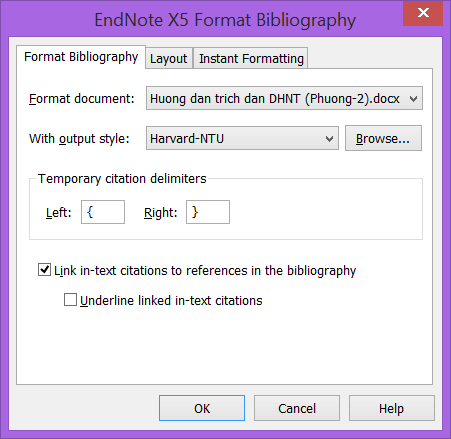 EndNote X5 Format Bibliography
Format Bibliography Layout Instant Formatting
Format document: Huong dan trich dan DHNT (Phuong-2).docx
With output style: Harvard-NTU Browse...
Temporary citation delimiters
Left: { Right: }
Link in-text citations to references in the bibliography
Underline linked in-text citations
OK Cancel Help